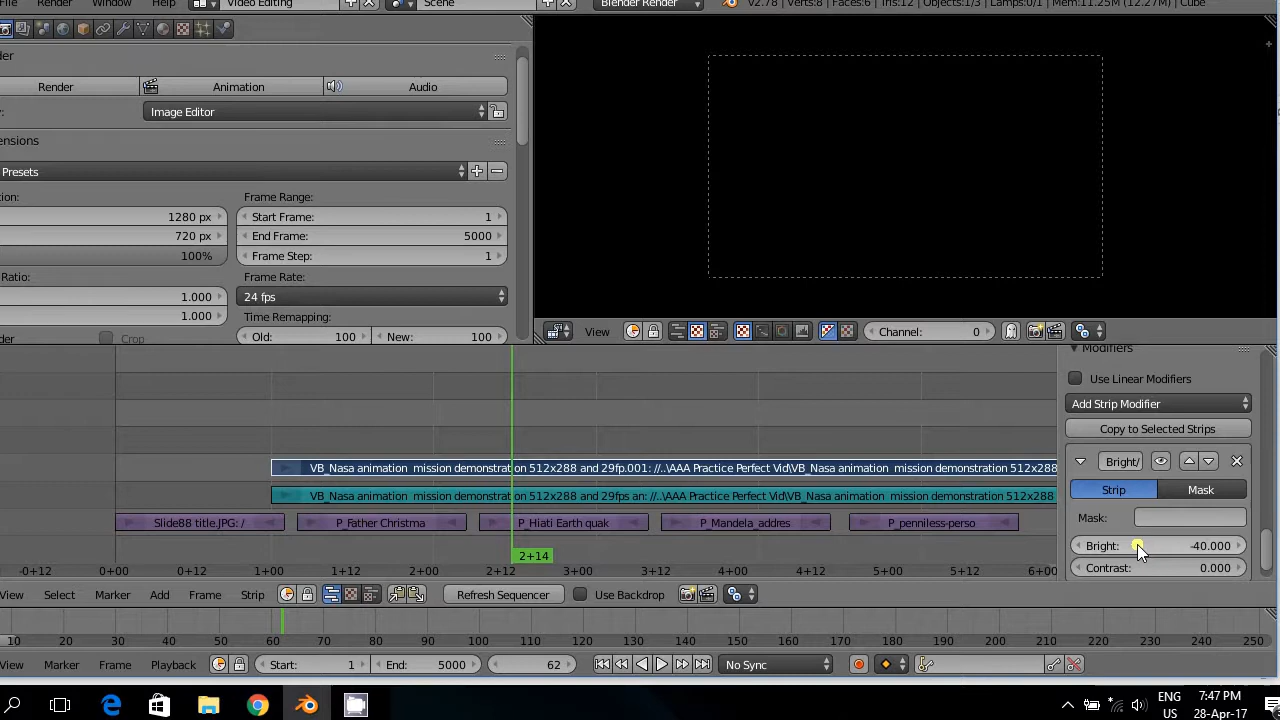 der Render Window Help Video Editing Scene Blender Render v2.78 | Verts:8 | Faces:6 | Tris:12 | Objects:1/3 | Lamps:0/1 | Mem:11.25M (12.27M) | Cube
der
Render Animation Audio
y: Image Editor
ensions
Presets
ion: Frame Range:
1280 px Start Frame: 1
720 px End Frame: 5000
100% Frame Step: 1
Ratio: Frame Rate:
1.000 24 fps
1.000 Time Remapping:
der Crop Old: 100 New: 100
View Channel: 0
Modifiers
Use Linear Modifiers
Add Strip Modifier
Copy to Selected Strips
Bright/
Strip Mask
Mask:
Bright: -40.000
Contrast: 0.000
VB_Nasa animation mission demonstration 512x288 and 29fp.001: //..\AAA Practice Perfect Vid\VB_Nasa animation mission demonstration 512x288
VB_Nasa animation mission demonstration 512x288 and 29fps an: //..\AAA Practice Perfect Vid\VB_Nasa animation mission demonstration 512x288
Slide88 title.JPG: / P_Father Christma P_Hiati Earth quak P_Mandela_addres P_penniless-perso
2+14
-0+12 0+00 0+12 1+00 1+12 2+00 2+12 3+00 3+12 4+00 4+12 5+00 5+12 6+00
View Select Marker Add Frame Strip Refresh Sequencer Use Backdrop
10 20 30 40 50 60 70 80 90 100 110 120 130 140 150 160 170 180 190 200 210 220 230 240 250
View Marker Frame Playback Start: 1 End: 5000 62 No Sync
ENG 7:47 PM
US 28-Apr-17